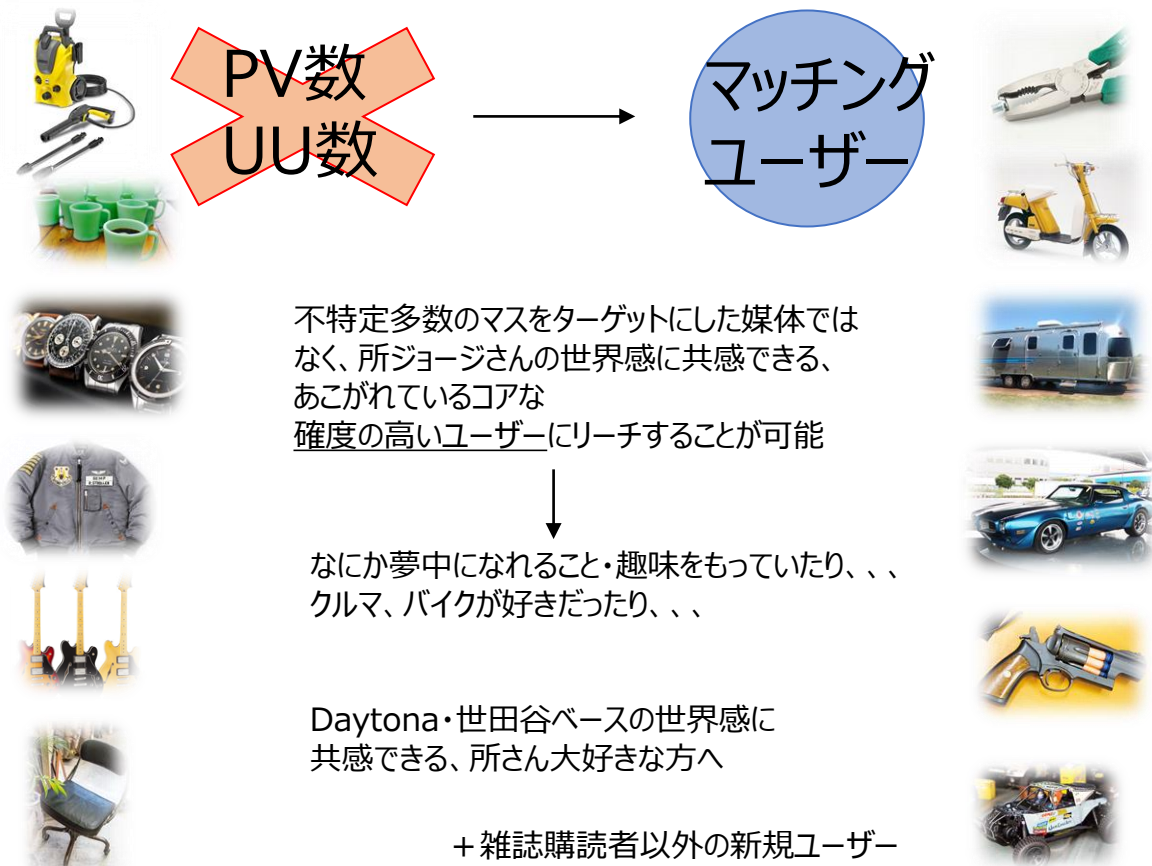 PV数
UU数
マッチング
ユーザー
不特定多数のマスをターゲットにした媒体では
なく、所ジョージさんの世界感に共感できる、
あこがれているコアな
確度の高いユーザーにリーチすることが可能
なにか夢中になれること・趣味をもっていたり、、、
クルマ、バイクが好きだったり、、、
Daytona・世田谷ベースの世界感に
共感できる、所さん大好きな方へ
＋雑誌購読者以外の新規ユーザー